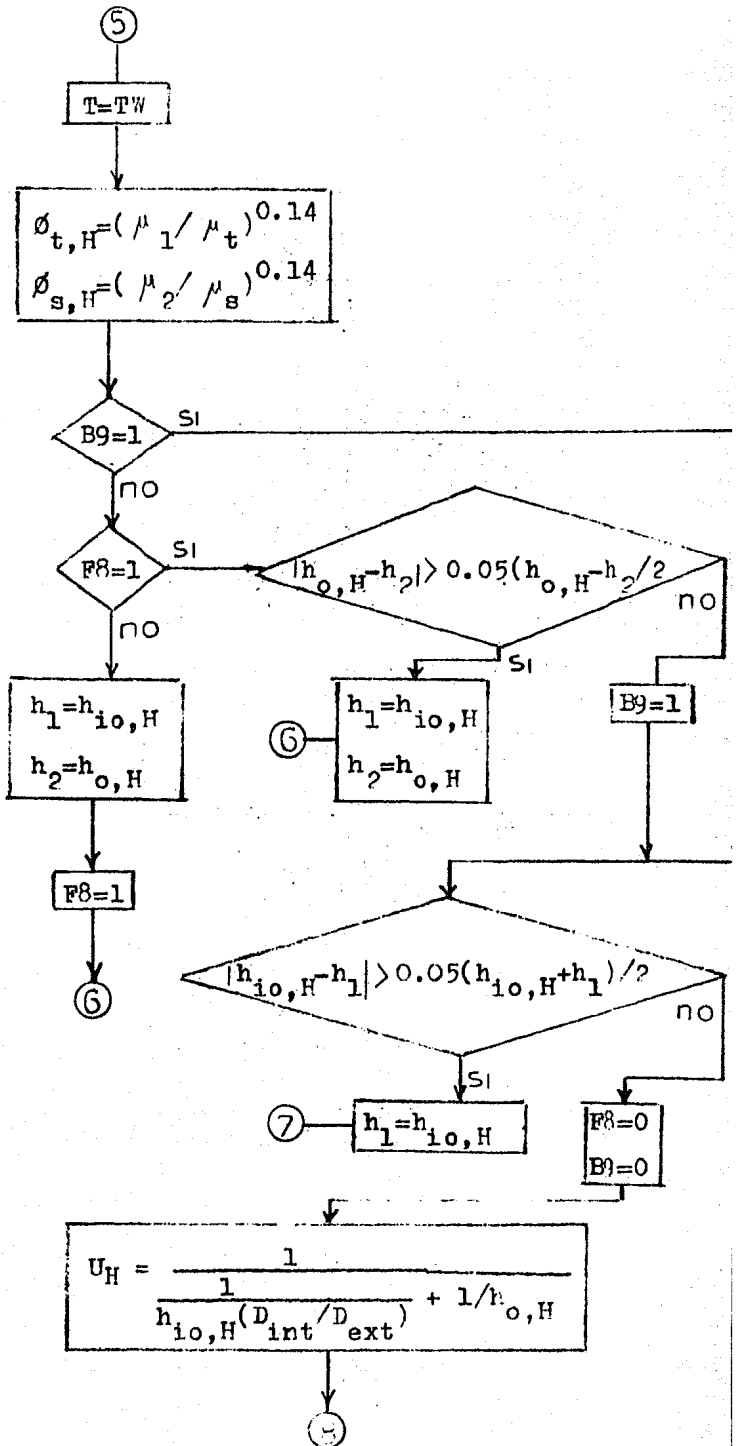 5
T=TW
Ø_t,H=(μ_1/μ_t)^0.14
Ø_s,H=(μ_2/μ_s)^0.14
B9=1
SI
no
F8=1
SI
|h_o,H-h_2|>0.05(h_o,H-h_2/2
no
no
SI
h_1=h_io,H
h_2=h_o,H
6
h_1=h_io,H
h_2=h_o,H
B9=1
F8=1
6
|h_io,H-h_1|>0.05(h_io,H+h_1)/2
no
SI
7
h_1=h_io,H
F8=0
B9=0
U_H = 1 / (1/(h_io,H(D_int/D_ext)) + 1/h_o,H)